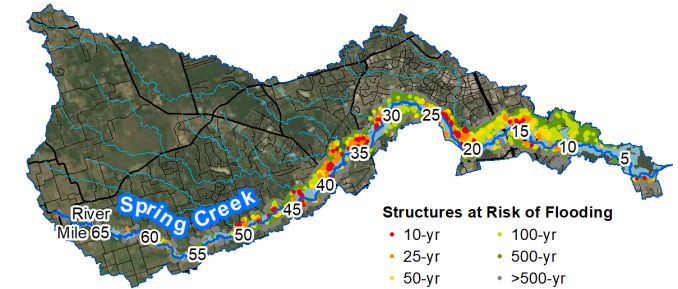 30
25
35
20
15
10
5
40
45
Spring Creek
River
Mile 65
60
50
55
Structures at Risk of Flooding
10-yr
100-yr
25-yr
500-yr
50-yr
>500-yr